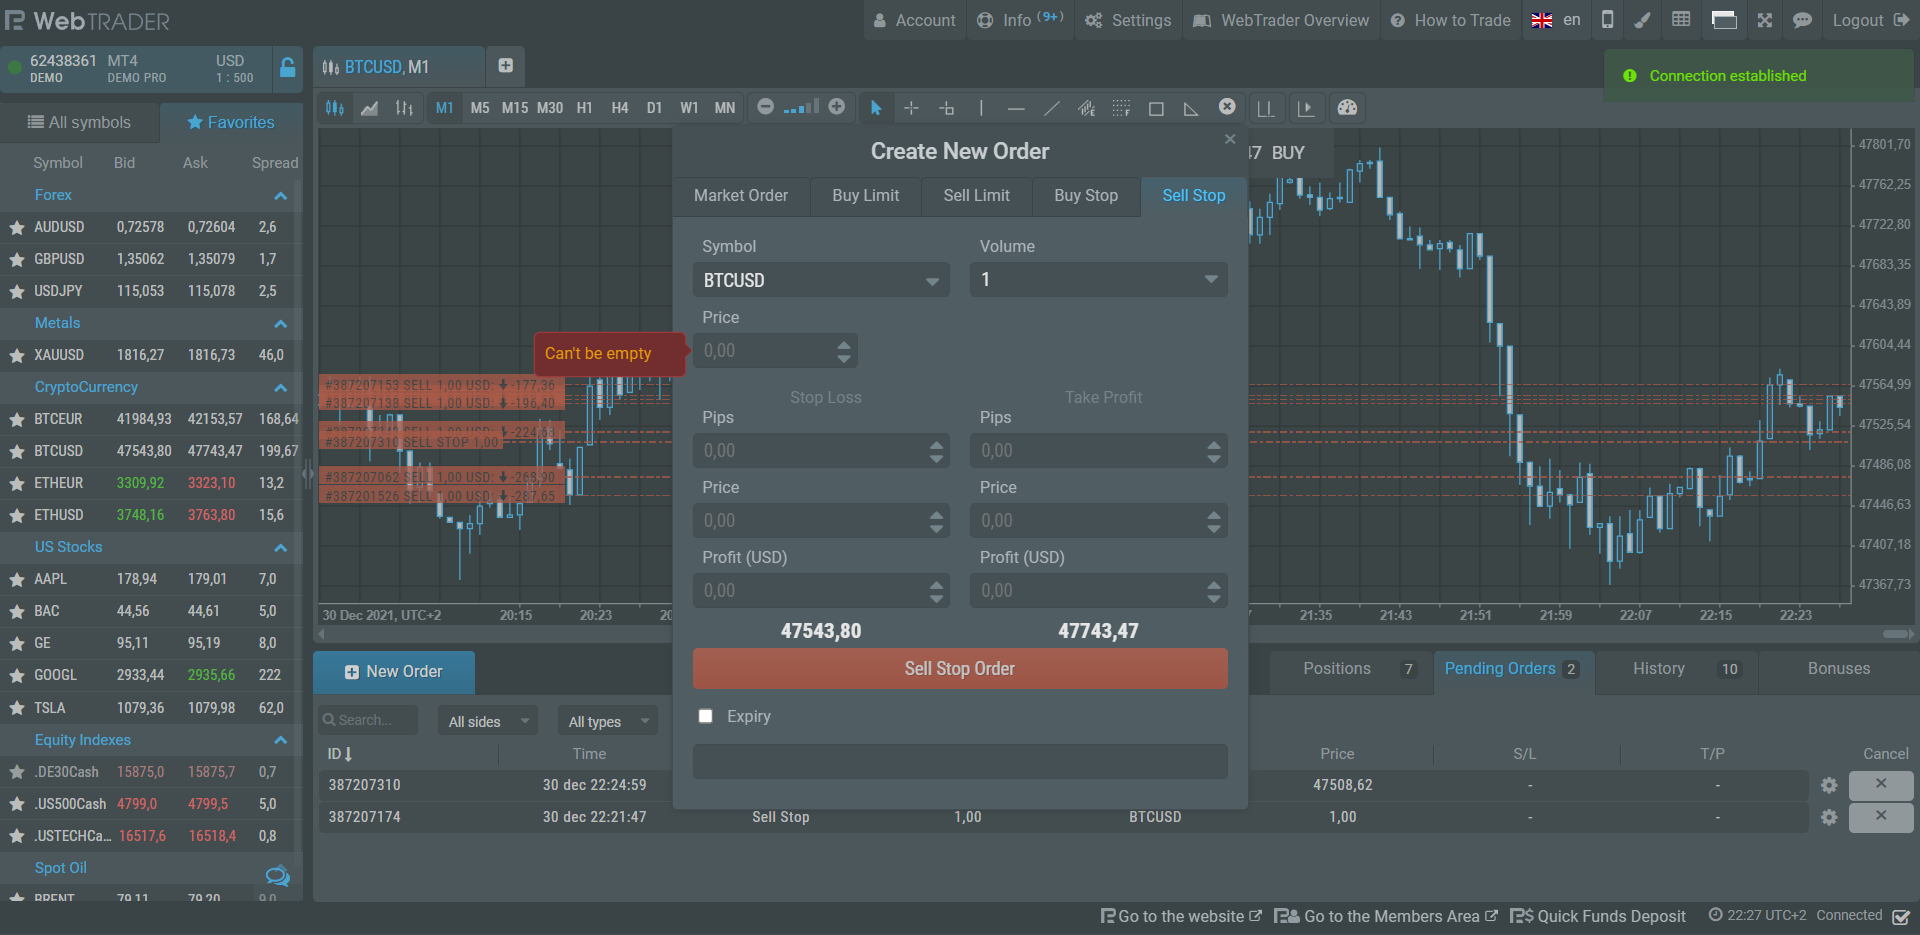 WebTRADER
Account
Info (9+)
Settings
WebTrader Overview
How to Trade
en
Logout
62438361 MT4 USD
DEMO DEMO PRO 1 : 500
BTCUSD, M1
Connection established
All symbols
Favorites
M1 M5 M15 M30 H1 H4 D1 W1 MN
Symbol Bid Ask Spread
Forex
AUDUSD 0,72578 0,72604 2,6
GBPUSD 1,35062 1,35079 1,7
USDJPY 115,053 115,078 2,5
Metals
XAUUSD 1816,27 1816,73 46,0
CryptoCurrency
BTCEUR 41984,93 42153,57 168,64
BTCUSD 47543,80 47743,47 199,67
ETHEUR 3309,92 3323,10 13,2
ETHUSD 3748,16 3763,80 15,6
US Stocks
AAPL 178,94 179,01 7,0
BAC 44,56 44,61 5,0
GE 95,11 95,19 8,0
GOOGL 2933,44 2935,66 222
TSLA 1079,36 1079,98 62,0
Equity Indexes
.DE30Cash 15875,0 15875,7 0,7
.US500Cash 4799,0 4799,5 5,0
.USTECHCa... 16517,6 16518,4 0,8
Spot Oil
BRENT 79,11 79,20 9,0
#387207153 SELL 1,00 USD: -177,36
#387207138 SELL 1,00 USD: -196,40
#387207310 SELL STOP 1,00
#387207062 SELL 1,00 USD: -268,90
#387201526 SELL 1,00 USD: -287,65
30 Dec 2021, UTC+2 20:15 20:23
Create New Order
Market Order
Buy Limit
Sell Limit
Buy Stop
Sell Stop
Symbol Volume
BTCUSD 1
Price
0,00
Can't be empty
Stop Loss Take Profit
Pips Pips
0,00 0,00
Price Price
0,00 0,00
Profit (USD) Profit (USD)
0,00 0,00
47543,80 47743,47
Sell Stop Order
Expiry
47 BUY
47801,70
47762,25
47722,80
47683,35
47643,89
47604,44
47564,99
47525,54
47486,08
47446,63
47407,18
47367,73
21:35 21:43 21:51 21:59 22:07 22:15 22:23
New Order
Positions 7
Pending Orders 2
History 10
Bonuses
Search...
All sides
All types
ID Time Price S/L T/P Cancel
387207310 30 dec 22:24:59 47508,62 - -
387207174 30 dec 22:21:47 Sell Stop 1,00 BTCUSD 1,00 - -
Go to the website
Go to the Members Area
Quick Funds Deposit
22:27 UTC+2
Connected